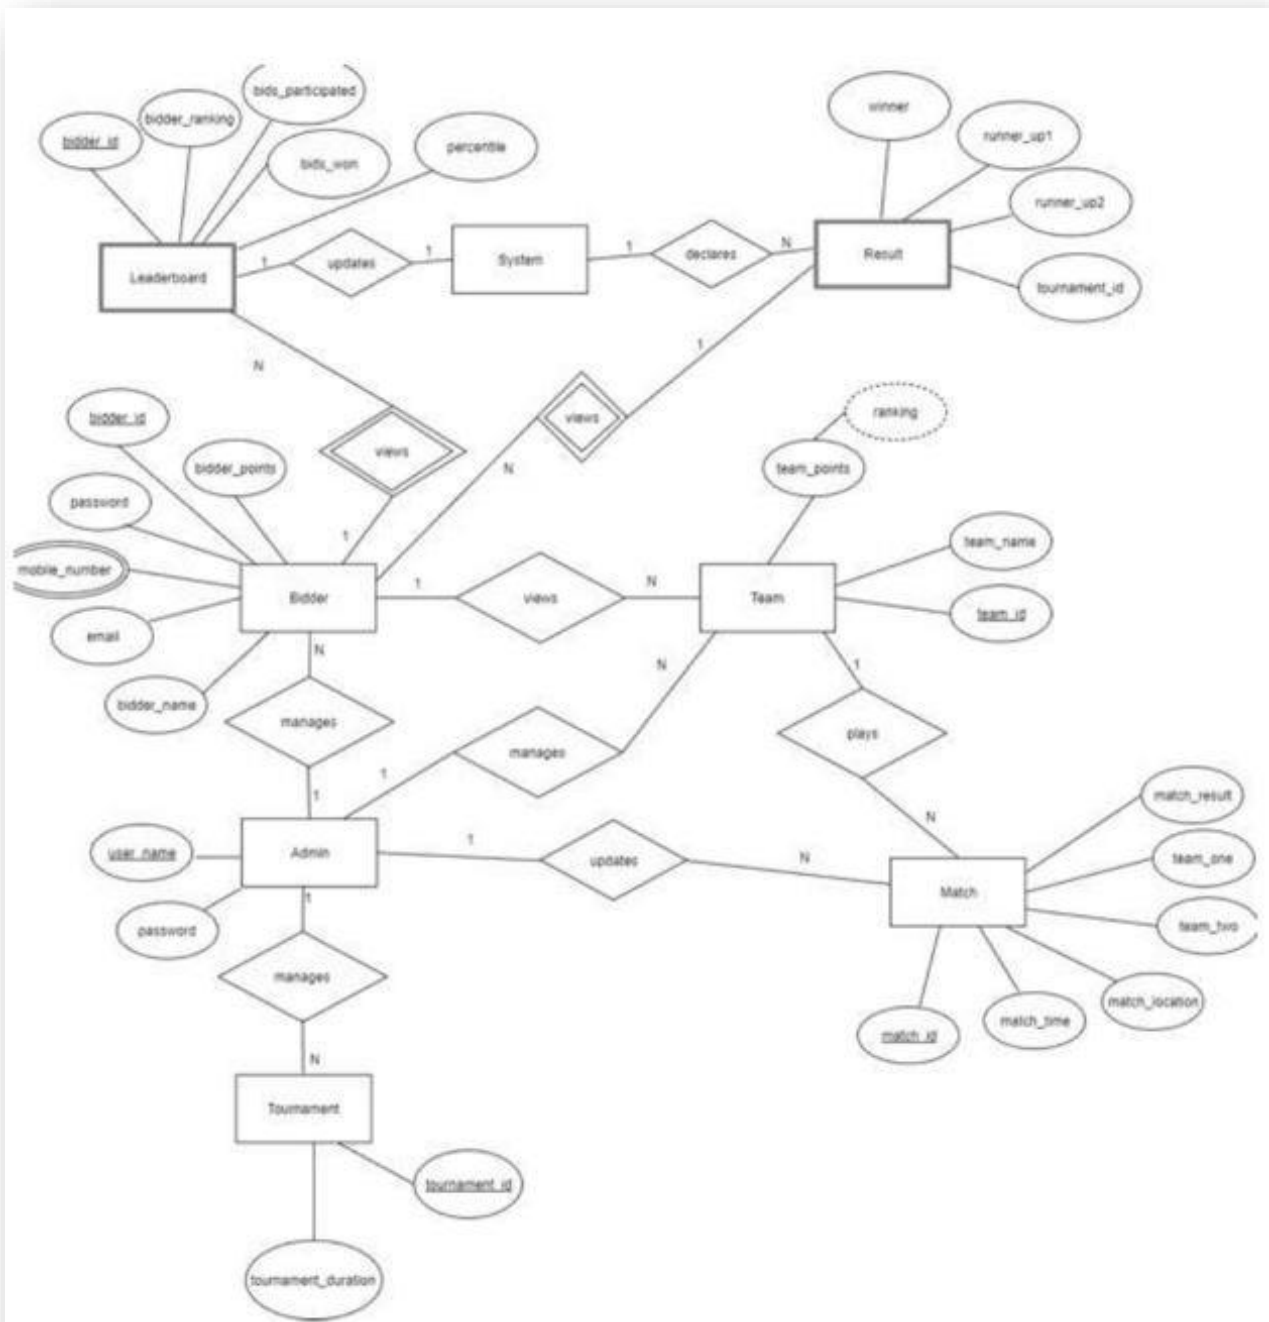 bids_participated
bidder_ranking
bidder_id
bids_won
percentile
winner
runner_up1
runner_up2
tournament_id
Leaderboard
1
updates
1
System
1
declares
N
Result
N
1
views
views
N
1
ranking
team_points
team_name
team_id
bidder_id
bidder_points
password
mobile_number
email
bidder_name
Bidder
1
views
N
Team
N
manages
1
N
manages
1
1
plays
N
user_name
password
Admin
1
updates
N
Match
match_result
team_one
team_two
match_location
match_time
match_id
1
manages
N
Tournament
tournament_id
tournament_duration